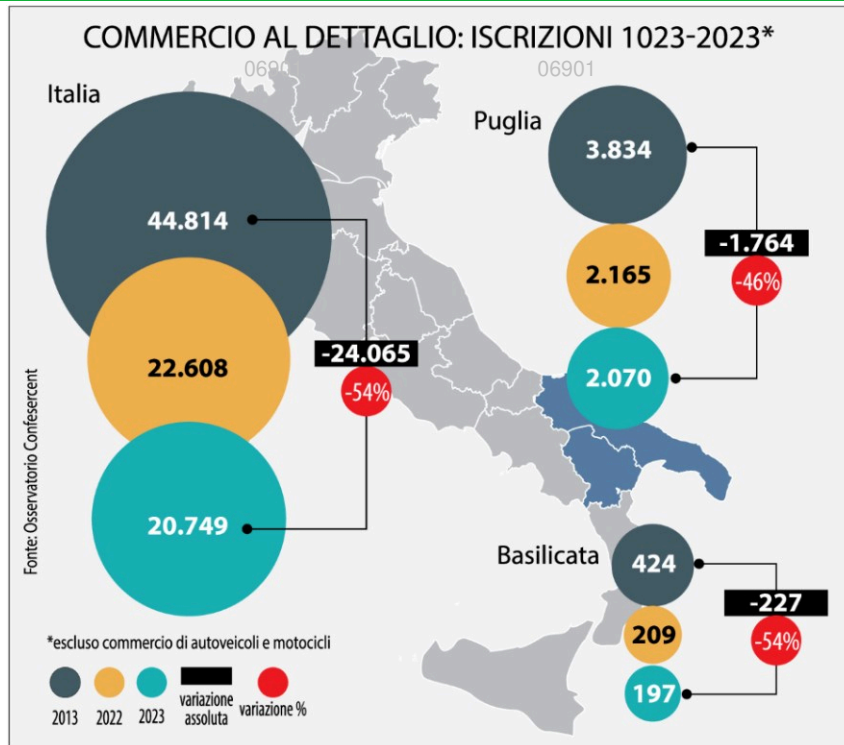 COMMERCIO AL DETTAGLIO: ISCRIZIONI 1023-2023*
06901
06901
Italia
44.814
22.608
20.749
-24.065
-54%
Puglia
3.834
2.165
2.070
-1.764
-46%
Basilicata
424
209
197
-227
-54%
Fonte: Osservatorio Confesercent
*escluso commercio di autoveicoli e motocicli
2013
2022
2023
variazione
assoluta
variazione %